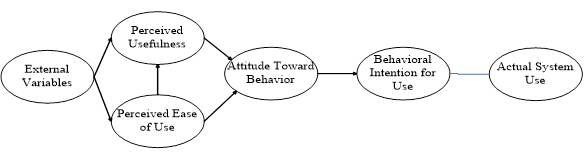 External
Variables
Perceived
Usefulness
Perceived Ease
of Use
Attitude Toward
Behavior
Behavioral
Intention for
Use
Actual System
Use